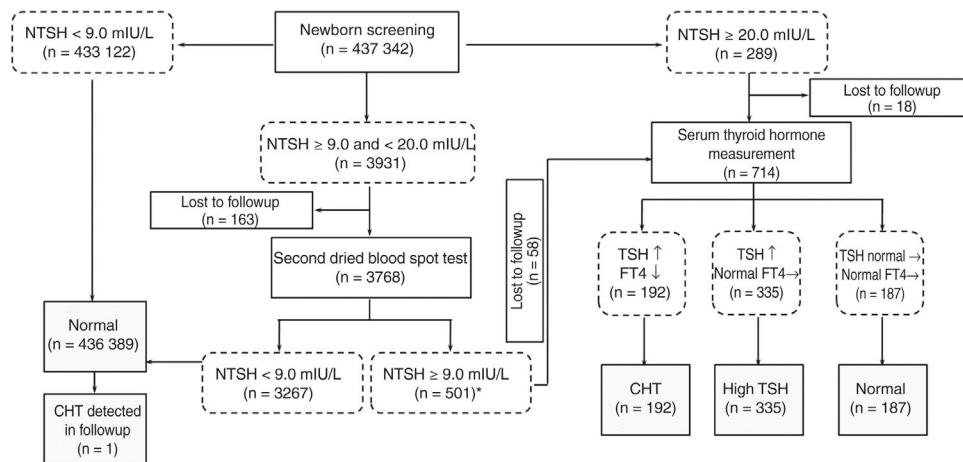 NTSH < 9.0 mIU/L
(n = 433 122)
Newborn screening
(n = 437 342)
NTSH ≥ 20.0 mIU/L
(n = 289)
Lost to followup
(n = 18)
NTSH ≥ 9.0 and < 20.0 mIU/L
(n = 3931)
Serum thyroid hormone
measurement
(n = 714)
Lost to followup
(n = 163)
Second dried blood spot test
(n = 3768)
Lost to followup
(n = 58)
TSH ↑
FT4 ↓
(n = 192)
TSH ↑
Normal FT4→
(n = 335)
TSH normal →
Normal FT4→
(n = 187)
Normal
(n = 436 389)
NTSH < 9.0 mIU/L
(n = 3267)
NTSH ≥ 9.0 mIU/L
(n = 501)*
CHT
(n = 192)
High TSH
(n = 335)
Normal
(n = 187)
CHT detected
in followup
(n = 1)